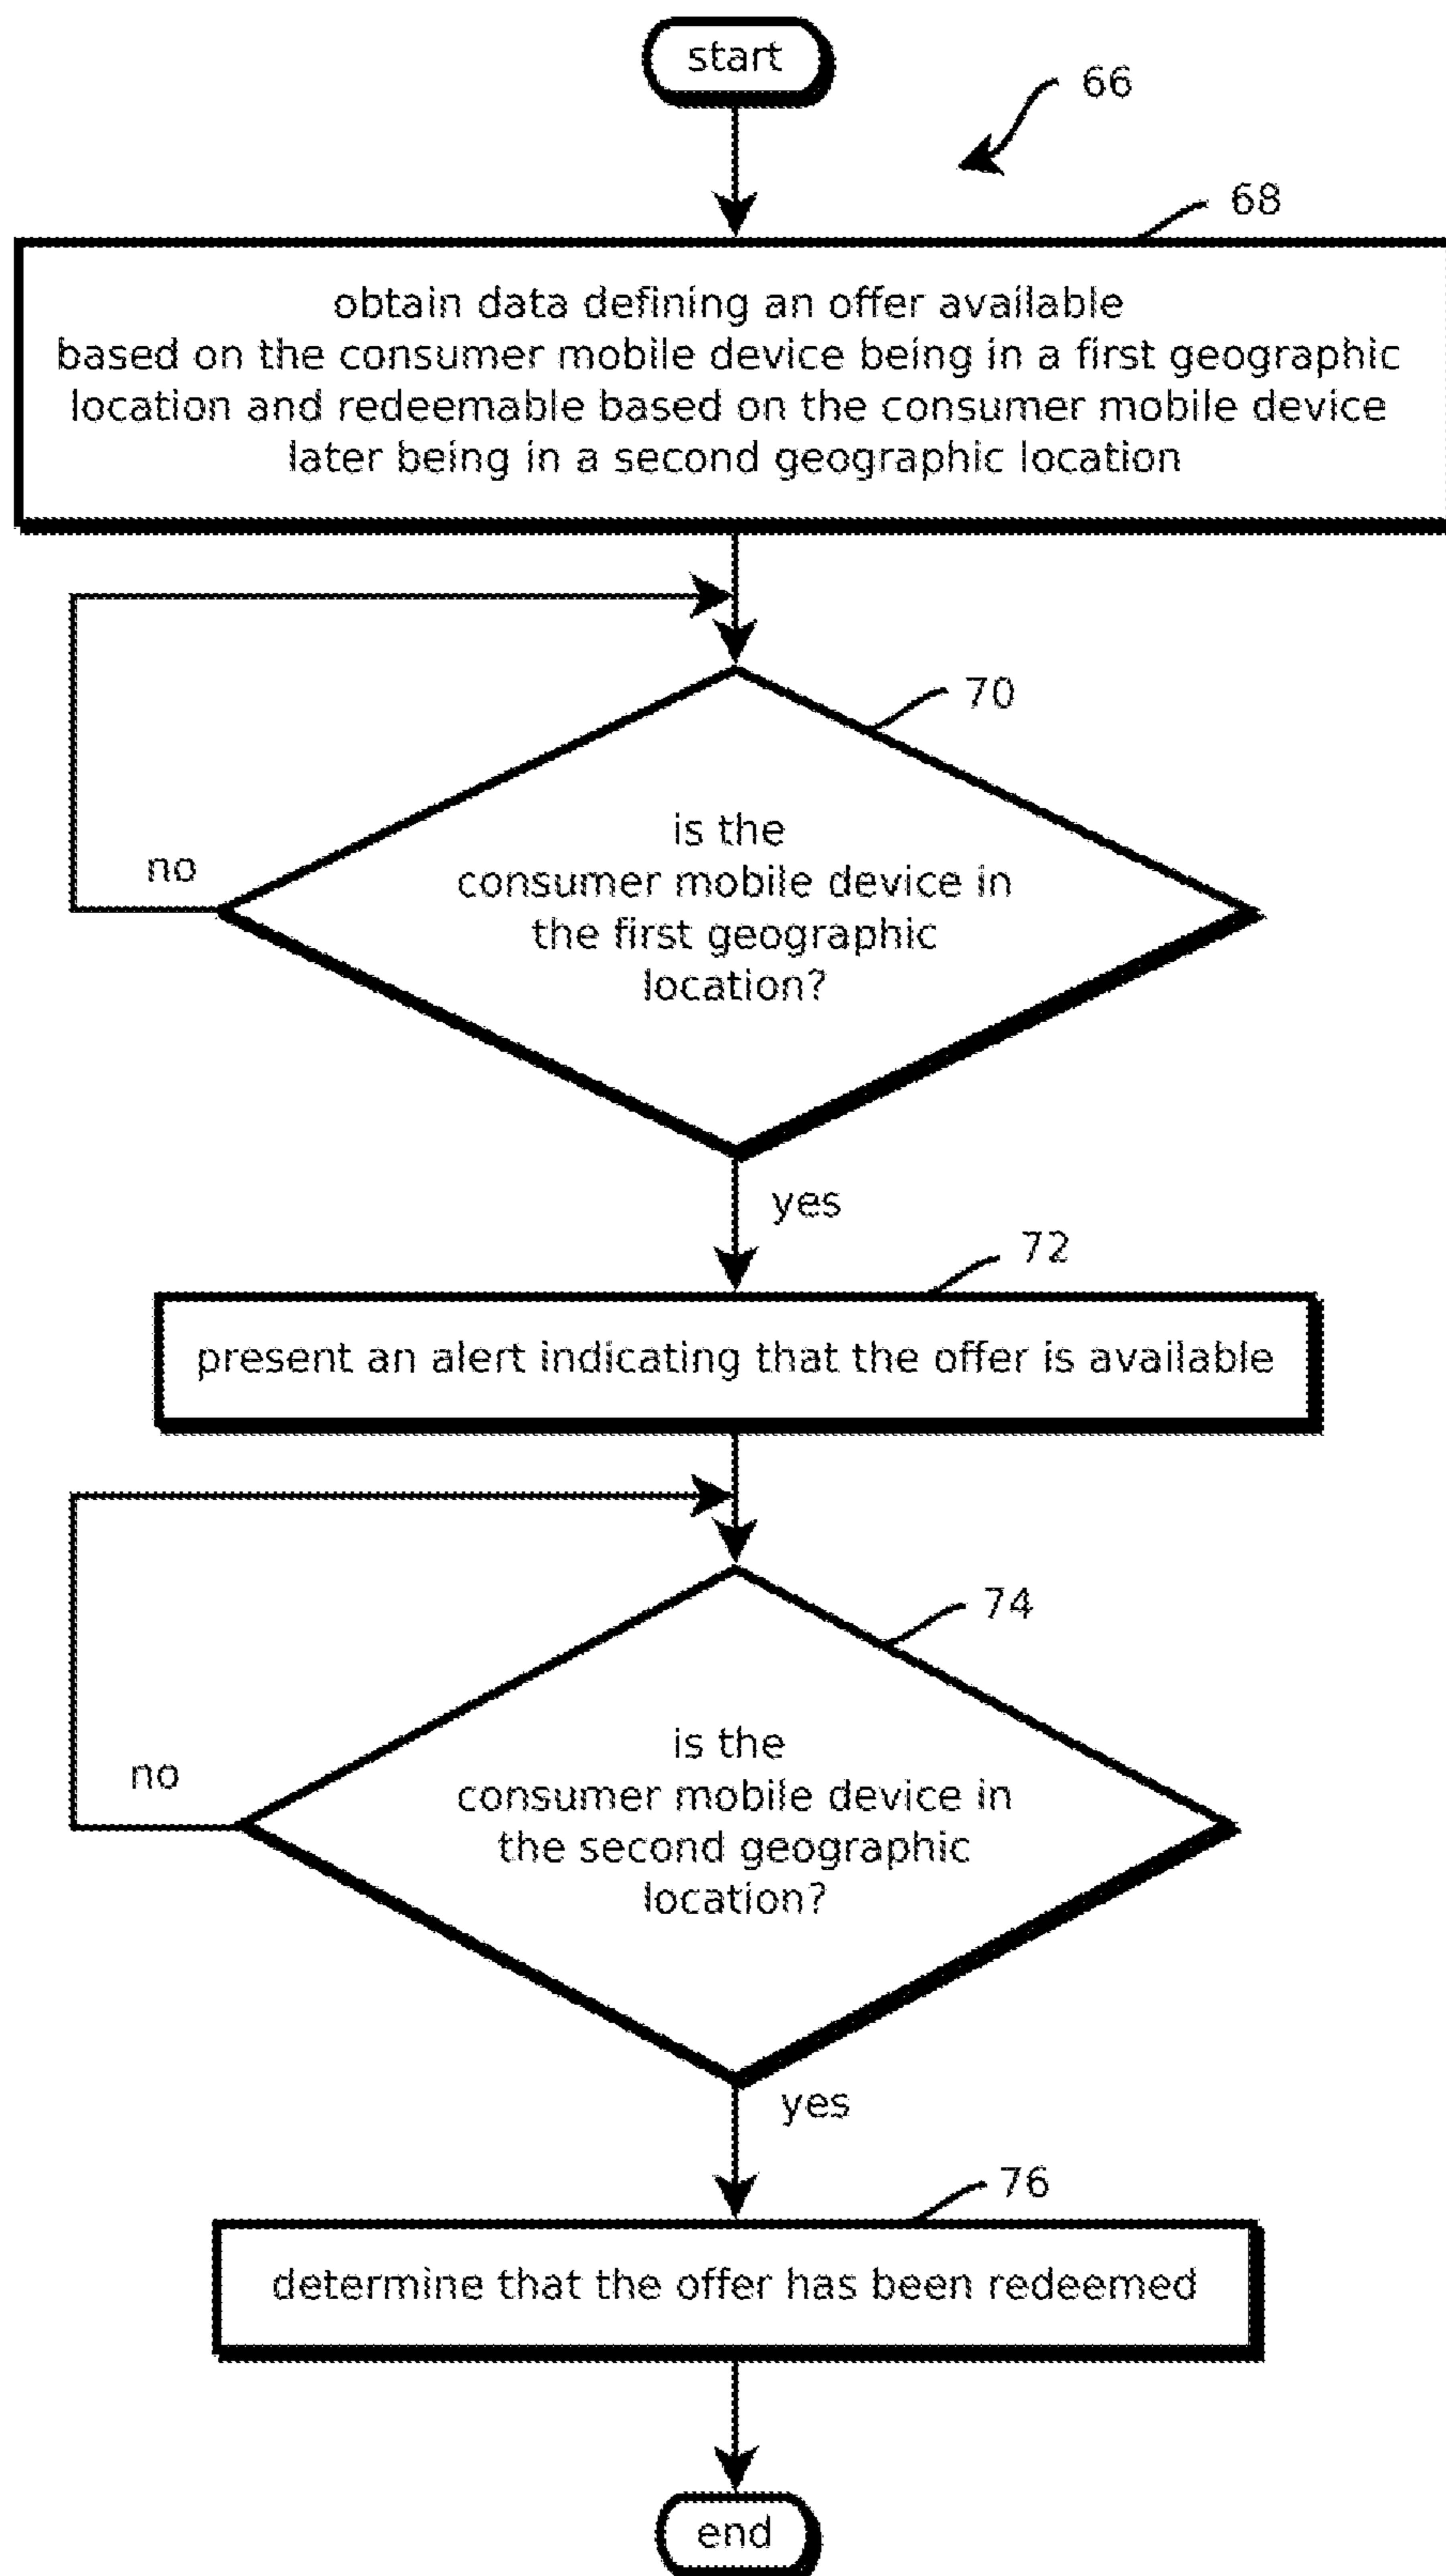 start
66
68
obtain data defining an offer available
based on the consumer mobile device being in a first geographic
location and redeemable based on the consumer mobile device
later being in a second geographic location
70
is the
consumer mobile device in
the first geographic
location?
no
yes
72
present an alert indicating that the offer is available
74
is the
consumer mobile device in
the second geographic
location?
no
yes
76
determine that the offer has been redeemed
end